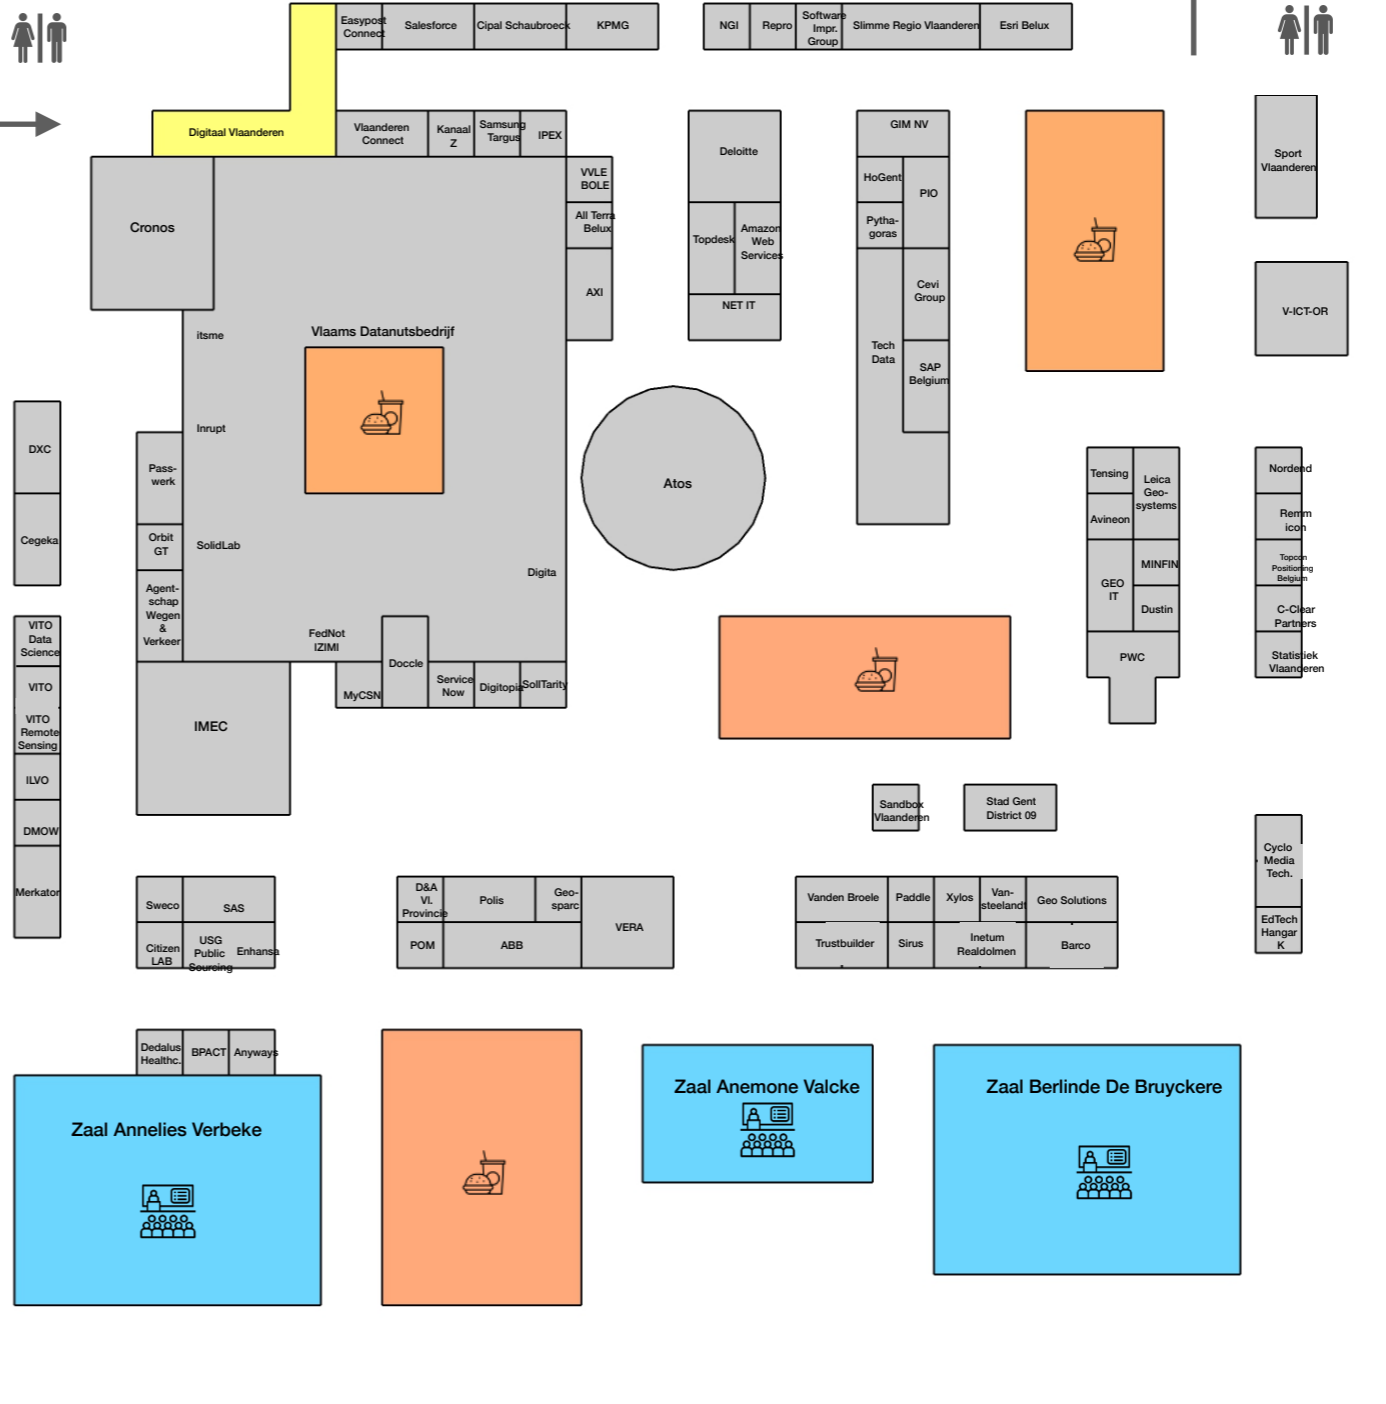 Easypost
Connect
Salesforce
Cipal Schaubroeck
KPMG
NGI
Repro
Software
Impr.
Group
Slimme Regio Vlaanderen
Esri Belux
Digitaal Vlaanderen
Vlaanderen
Connect
Kanaal
Z
Samsung
Targus
IPEX
VVLE
BOLE
All Terra
Belux
AXI
Cronos
Deloitte
Topdesk
Amazon
Web
Services
NET IT
GIM NV
HoGent
PIO
Pytha-
goras
Cevi
Group
Tech
Data
SAP
Belgium
Sport
Vlaanderen
V-ICT-OR
itsme
Vlaams Datanutsbedrijf
Inrupt
SolidLab
Digita
FedNot
IZIMI
Atos
DXC
Cegeka
Pass-
werk
Orbit
GT
Agent-
schap
Wegen
&
Verkeer
Doccle
MyCSN
Service
Now
Digitopia
SollTarity
IMEC
VITO
Data
Science
VITO
VITO
Remote
Sensing
ILVO
DMOW
Merkator
Tensing
Leica
Geo-
systems
Avineon
GEO
IT
MINFIN
Dustin
PWC
Nordend
Remm
icon
Topcon
Positioning
Belgium
C-Clear
Partners
Statistiek
Vlaanderen
Sandbox
Vlaanderen
Stad Gent
District 09
Cyclo
Media
Tech.
EdTech
Hangar
K
Sweco
SAS
Citizen
LAB
USG
Public
Sourcing
Enhansa
D&A
Vl.
Provincie
Polis
Geo-
sparc
VERA
POM
ABB
Vanden Broele
Paddle
Xylos
Van-
steelandt
Geo Solutions
Trustbuilder
Sirus
Inetum
Realdolmen
Barco
Dedalus
Healthc.
BPACT
Anyways
Zaal Annelies Verbeke
Zaal Anemone Valcke
Zaal Berlinde De Bruyckere